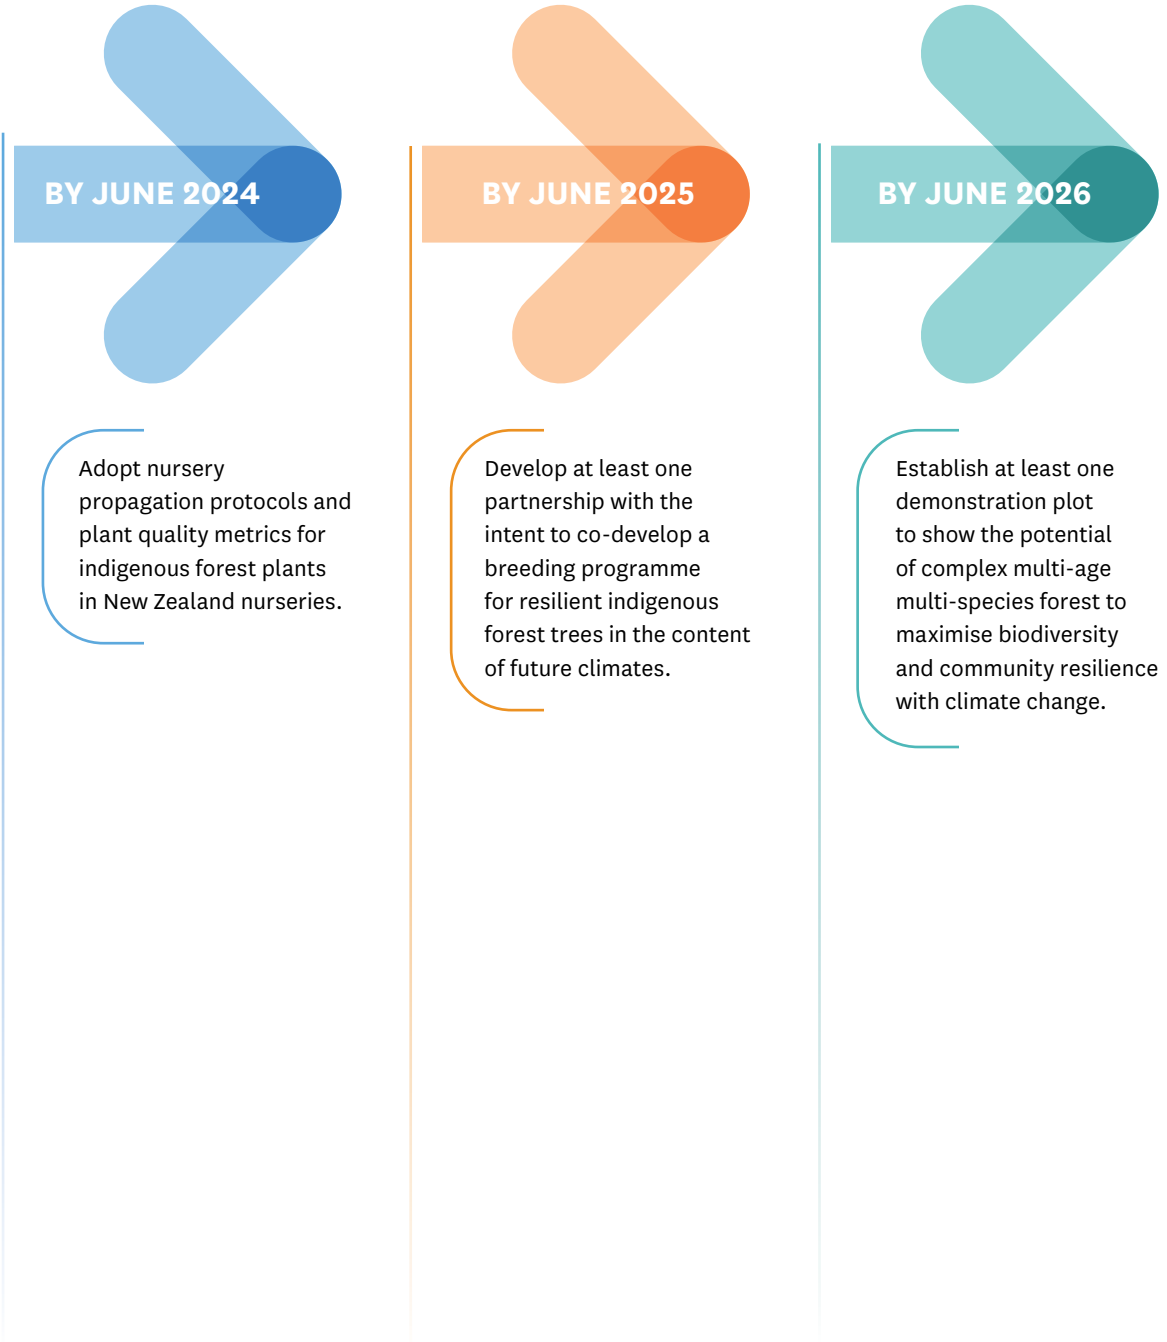 BY JUNE 2024
Adopt nursery
propagation protocols and
plant quality metrics for
indigenous forest plants
in New Zealand nurseries.
BY JUNE 2025
Develop at least one
partnership with the
intent to co-develop a
breeding programme
for resilient indigenous
forest trees in the content
of future climates.
BY JUNE 2026
Establish at least one
demonstration plot
to show the potential
of complex multi-age
multi-species forest to
maximise biodiversity
and community resilience
with climate change.